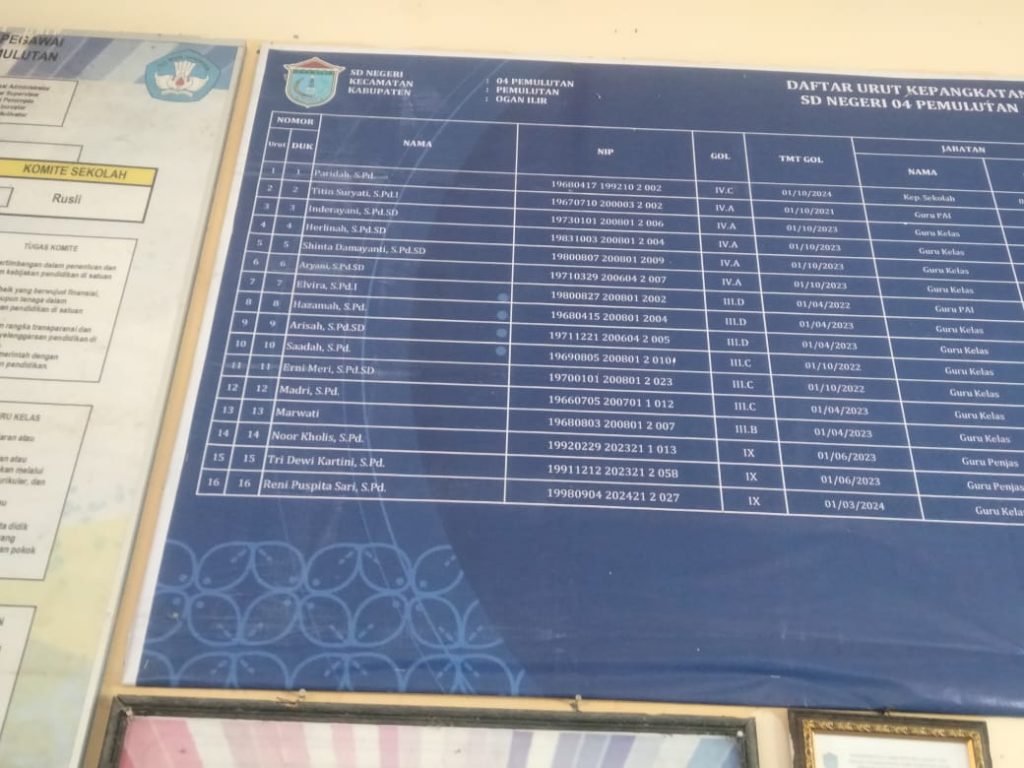 PEGAWAI
MULUTAN
KOMITE SEKOLAH
Rusli
TUGAS KOMITE
RU KELAS
SD NEGERI : 04 PEMULUTAN
KECAMATAN : PEMULUTAN
KABUPATEN : OGAN ILIR
DAFTAR URUT KEPANGKATAN
SD NEGERI 04 PEMULUTAN
NOMOR NAMA NIP GOL TMT GOL JABATAN
Urut DUK NAMA
1 1 Paridah, S.Pd. 19680417 199210 2 002 IV.C 01/10/2024 Kep. Sekolah
2 2 Titin Suryati, S.Pd.I 19670710 200003 2 002 IV.A 01/10/2021 Guru PAI
3 3 Inderayani, S.Pd.SD 19730101 200801 2 006 IV.A 01/10/2023 Guru Kelas
4 4 Herlinah, S.Pd.SD 19831003 200801 2 004 IV.A 01/10/2023 Guru Kelas
5 5 Shinta Damayanti, S.Pd.SD 19800807 200801 2009 IV.A 01/10/2023 Guru Kelas
6 6 Aryani, S.Pd.SD 19710329 200604 2 007 IV.A 01/10/2023 Guru Kelas
7 7 Elvira, S.Pd.I 19800827 200801 2002 III.D 01/04/2022 Guru PAI
8 8 Hazamah, S.Pd. 19680415 200801 2004 III.D 01/04/2023 Guru Kelas
9 9 Arisah, S.Pd.SD 19711221 200604 2 005 III.D 01/04/2023 Guru Kelas
10 10 Saadah, S.Pd. 19690805 200801 2 010 III.C 01/10/2022 Guru Kelas
11 11 Erni Meri, S.Pd.SD 19700101 200801 2 023 III.C 01/10/2022 Guru Kelas
12 12 Madri, S.Pd. 19660705 200701 1 012 III.C 01/04/2022 Guru Kelas
13 13 Marwati 19680803 200801 2 007 III.B 01/04/2023 Guru Kelas
14 14 Noor Kholis, S.Pd. 19920229 202321 1 013 IX 01/06/2023 Guru Penjas
15 15 Tri Dewi Kartini, S.Pd. 19911212 202321 2 058 IX 01/06/2023 Guru Penjas
16 16 Reni Puspita Sari, S.Pd. 19980904 202421 2 027 IX 01/03/2024 Guru Kelas